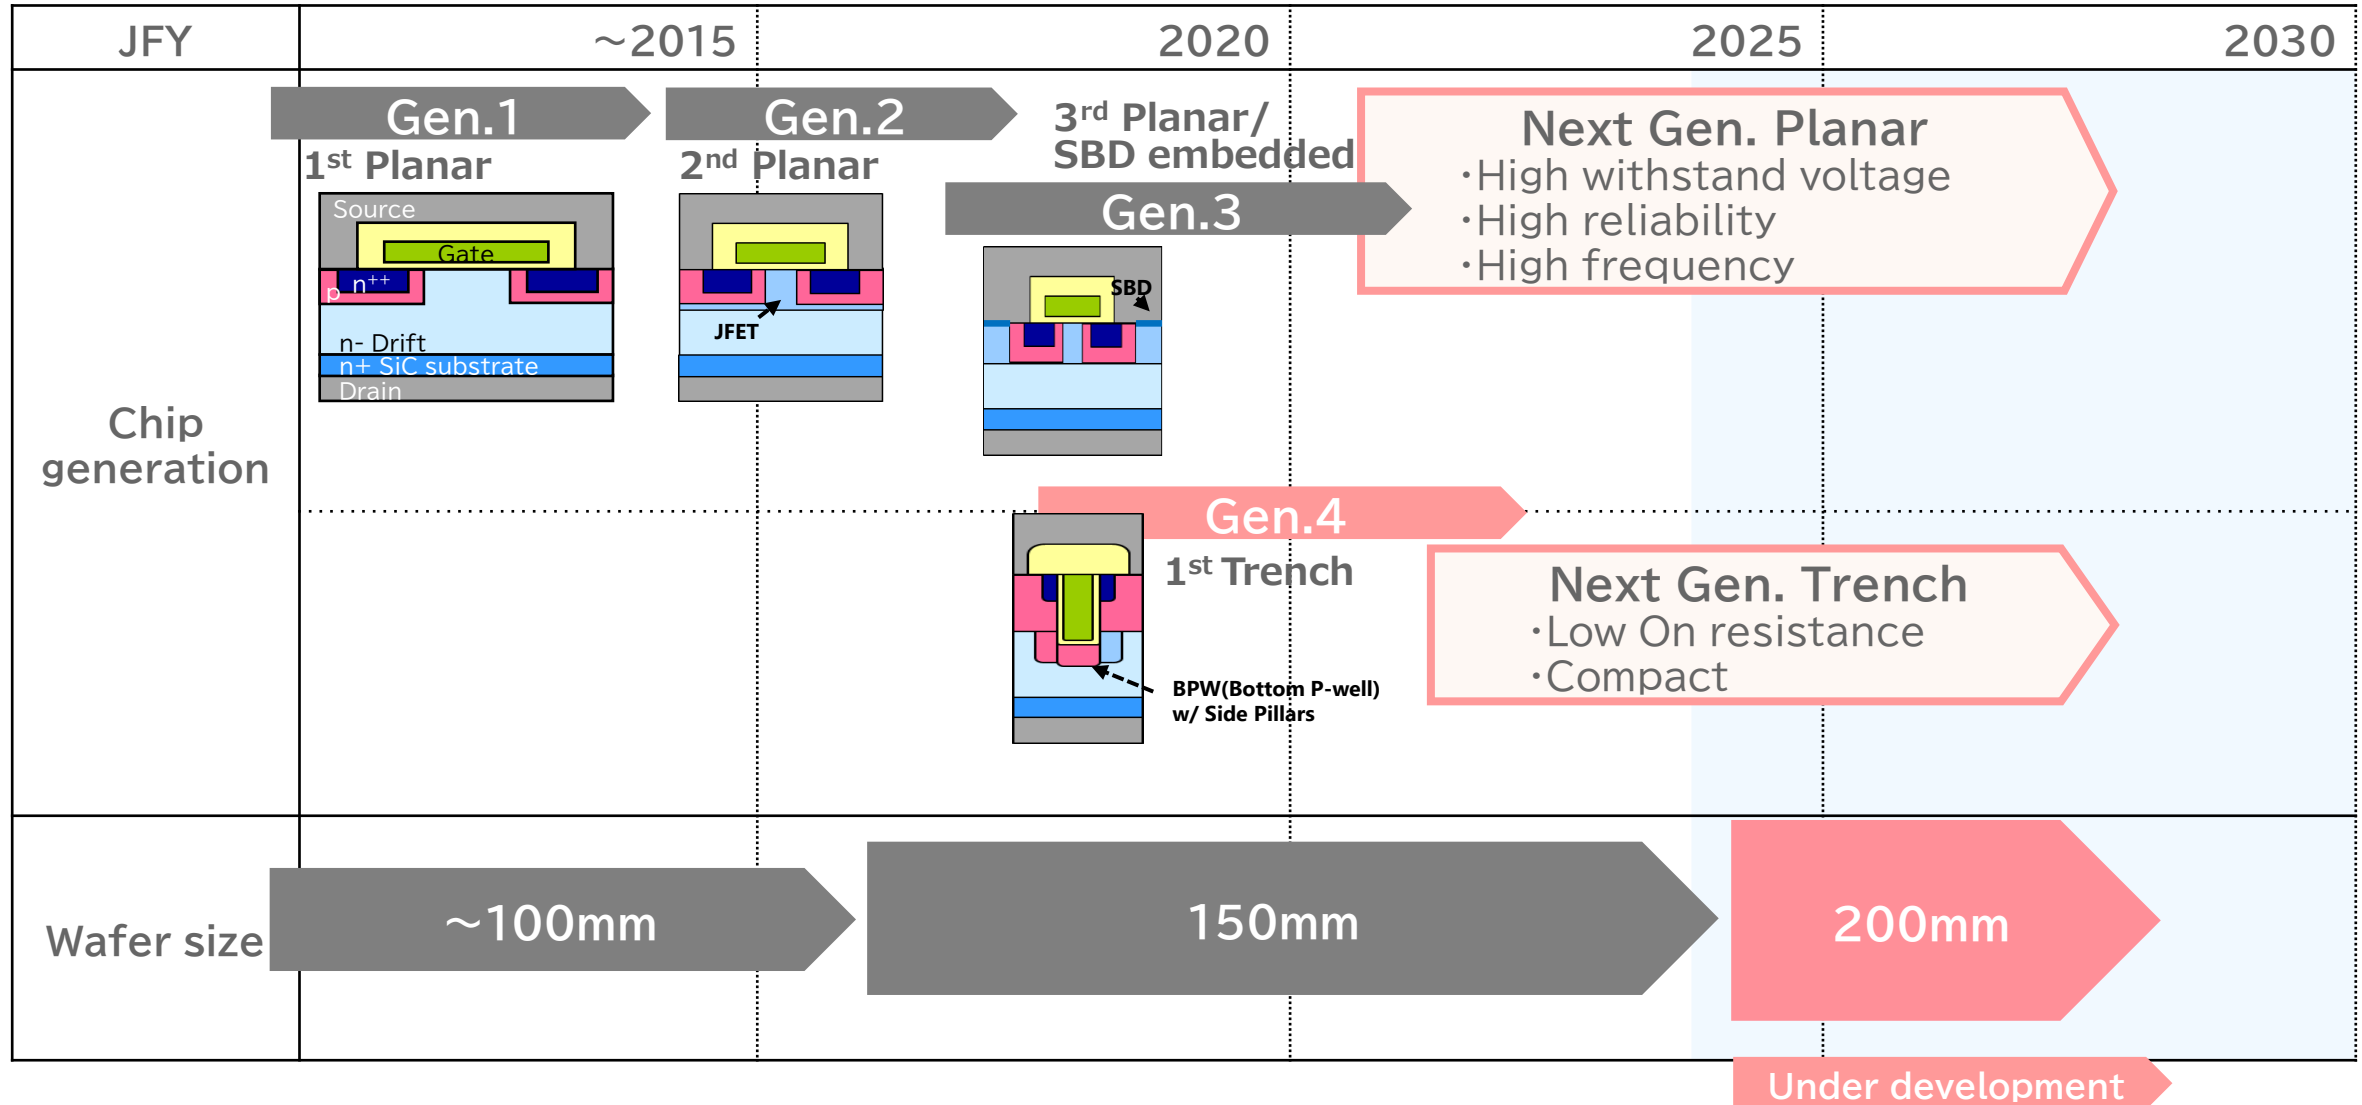 JFY
～2015
2020
2025
2030
Chip
generation
Gen.1
1st Planar
Source
Gate
n++
p
n- Drift
n+ SiC substrate
Drain
Gen.2
2nd Planar
JFET
3rd Planar/
SBD embedded
Gen.3
SBD
Next Gen. Planar
・High withstand voltage
・High reliability
・High frequency
Gen.4
1st Trench
BPW(Bottom P-well)
w/ Side Pillars
Next Gen. Trench
・Low On resistance
・Compact
Wafer size
～100mm
150mm
200mm
Under development